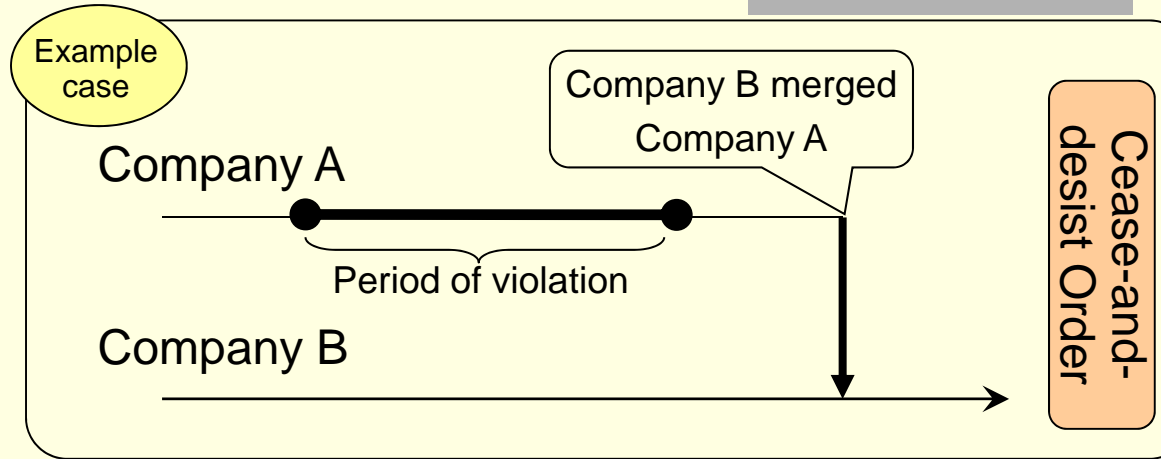 Example
case
Company B merged
Company A
Company A
Period of violation
Company B
Cease-and-
desist Order